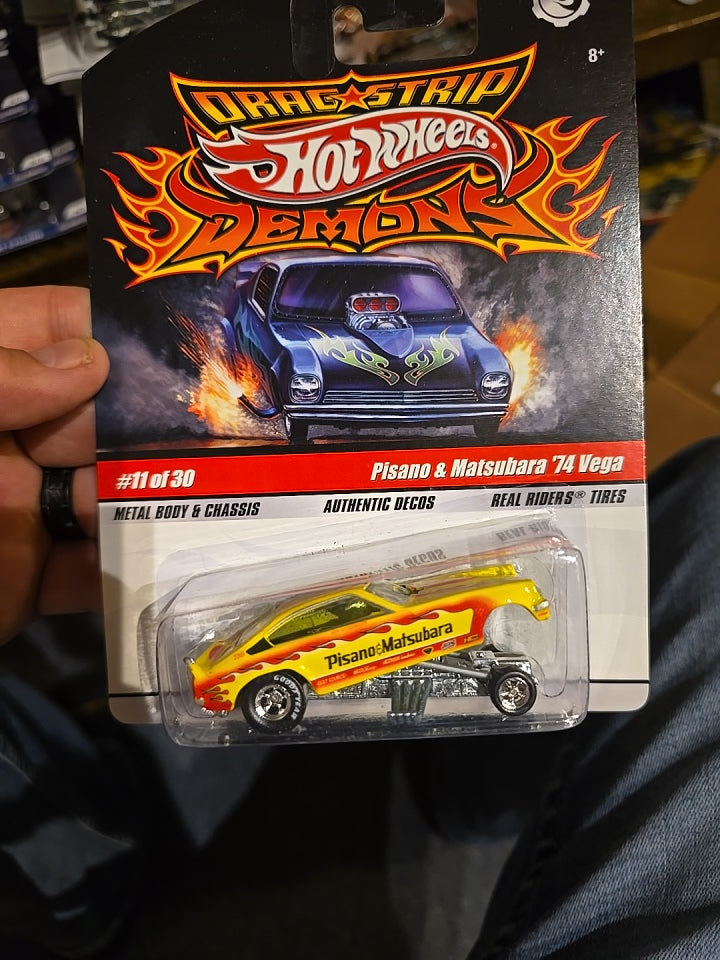 8+
DRAG STRIP
Hot Wheels®
DEMONS
#11 of 30
Pisano & Matsubara '74 Vega
METAL BODY & CHASSIS
AUTHENTIC DECOS
REAL RIDERS® TIRES
Pisano & Matsubara
GOODYEAR